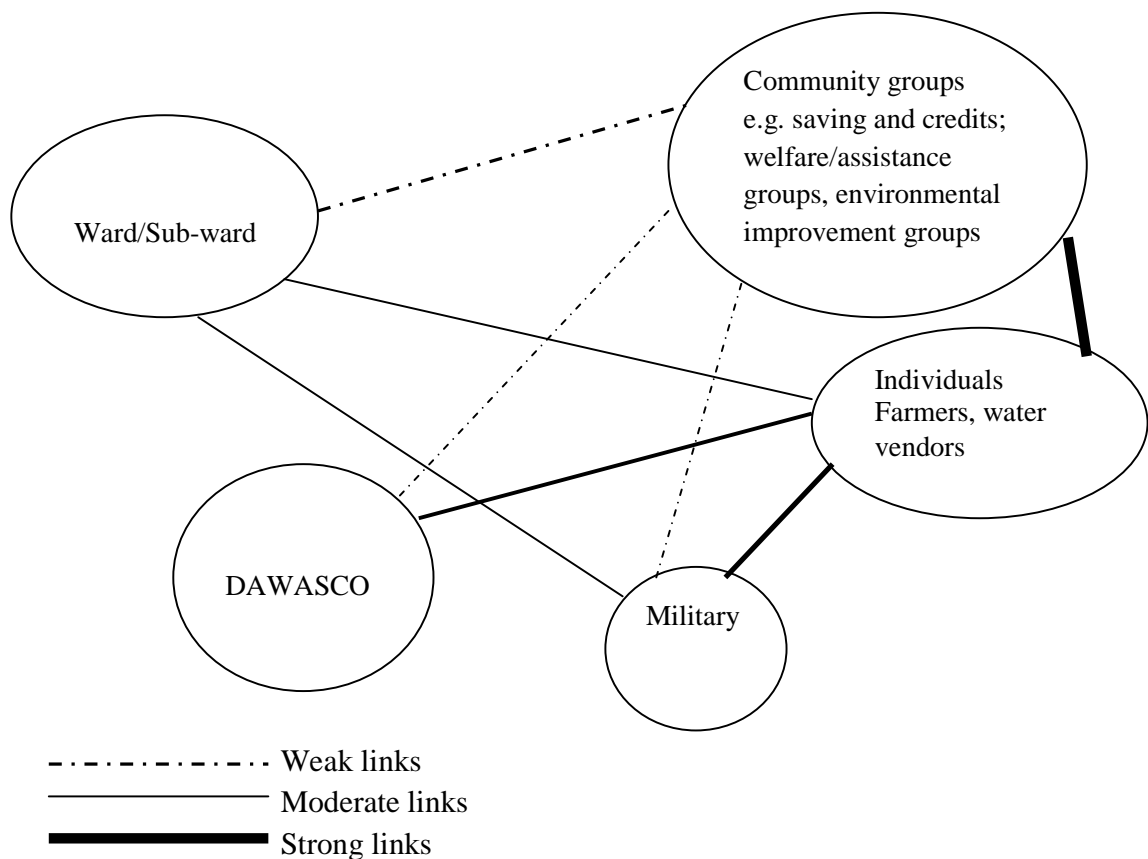 Community groups
e.g. saving and credits;
welfare/assistance
groups, environmental
improvement groups
Ward/Sub-ward
Individuals
Farmers, water
vendors
DAWASCO
Military
Weak links
Moderate links
Strong links